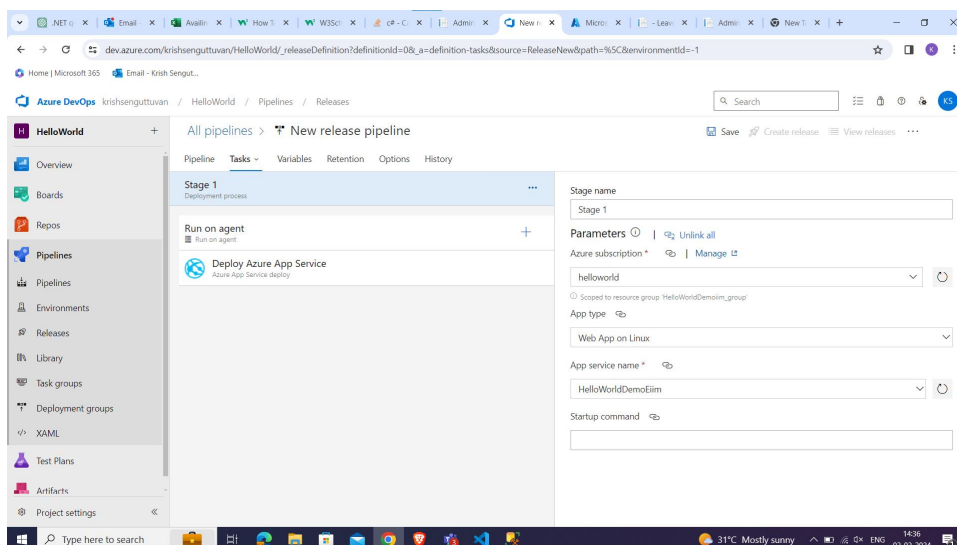 .NET q
Email -
Availin
How T
W3Sch
c# - C
Admin
New r
Micros
- Leav
Admin
New T
dev.azure.com/krishsenguttuvan/HelloWorld/_releaseDefinition?definitionId=0&_a=definition-tasks&source=ReleaseNew&path=%5C&environmentId=-1
K
Home | Microsoft 365
Email - Krish Sengut...
Azure DevOps krishsenguttuvan / HelloWorld / Pipelines / Releases
Search
KS
H HelloWorld +
All pipelines > New release pipeline
Save Create release View releases ...
Pipeline Tasks Variables Retention Options History
Overview
Boards
Repos
Pipelines
Pipelines
Environments
Releases
Library
Task groups
Deployment groups
XAML
Test Plans
Artifacts
Project settings
Stage 1
Deployment process
Run on agent
Run on agent
Deploy Azure App Service
Azure App Service deploy
Stage name
Stage 1
Parameters | Unlink all
Azure subscription * | Manage
helloworld
Scoped to resource group 'HelloWorldDemoiim_group'
App type
Web App on Linux
App service name *
HelloWorldDemoEiim
Startup command
Type here to search
31°C Mostly sunny
ENG
14:36
03-02-2024